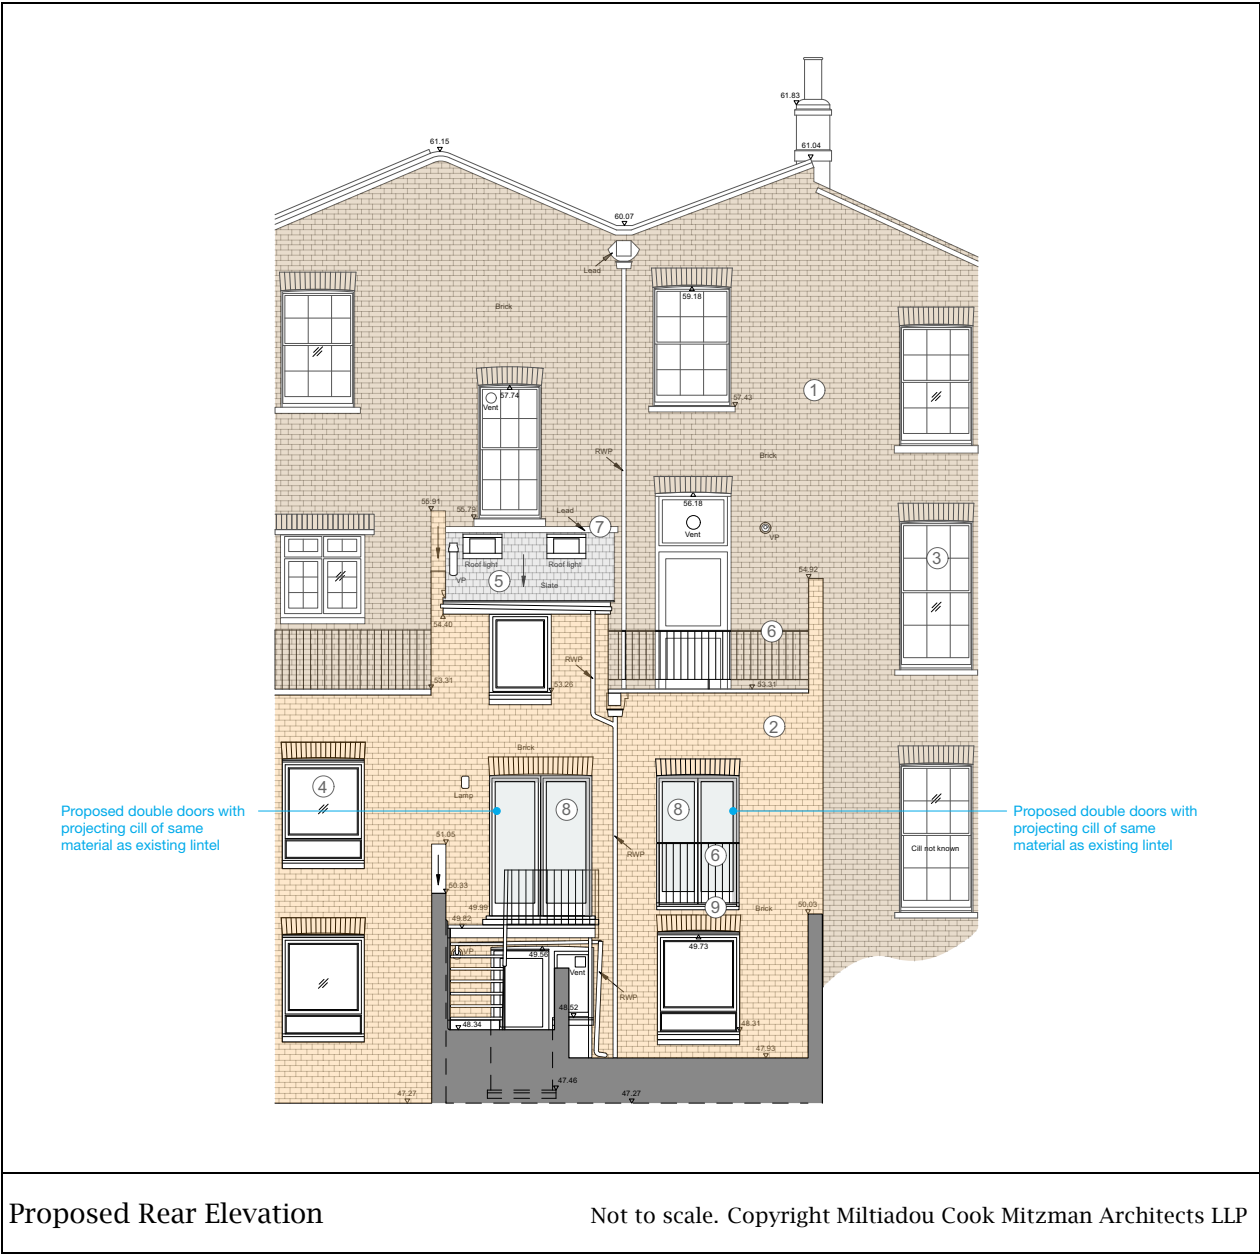 61.83
61.15
61.04
60.07
Lead
59.18
Brick
1
57.74
Vent
57.43
RWP
Brick
56.18
55.91
55.79
Lead
7
Vent
VP
3
Roof light
Roof light
VP
5
Slate
54.92
54.40
6
RWP
53.31
53.26
53.31
2
Brick
4
Lamp
8
8
Proposed double doors with
projecting cill of same
material as existing lintel
Proposed double doors with
projecting cill of same
material as existing lintel
51.05
RWP
6
Cill not known
50.33
49.99
9
Brick
50.03
49.82
VP
49.56
49.73
Vent
RWP
48.52
48.34
48.31
47.93
47.46
47.27
47.27
Proposed Rear Elevation
Not to scale. Copyright Miltiadou Cook Mitzman Architects LLP